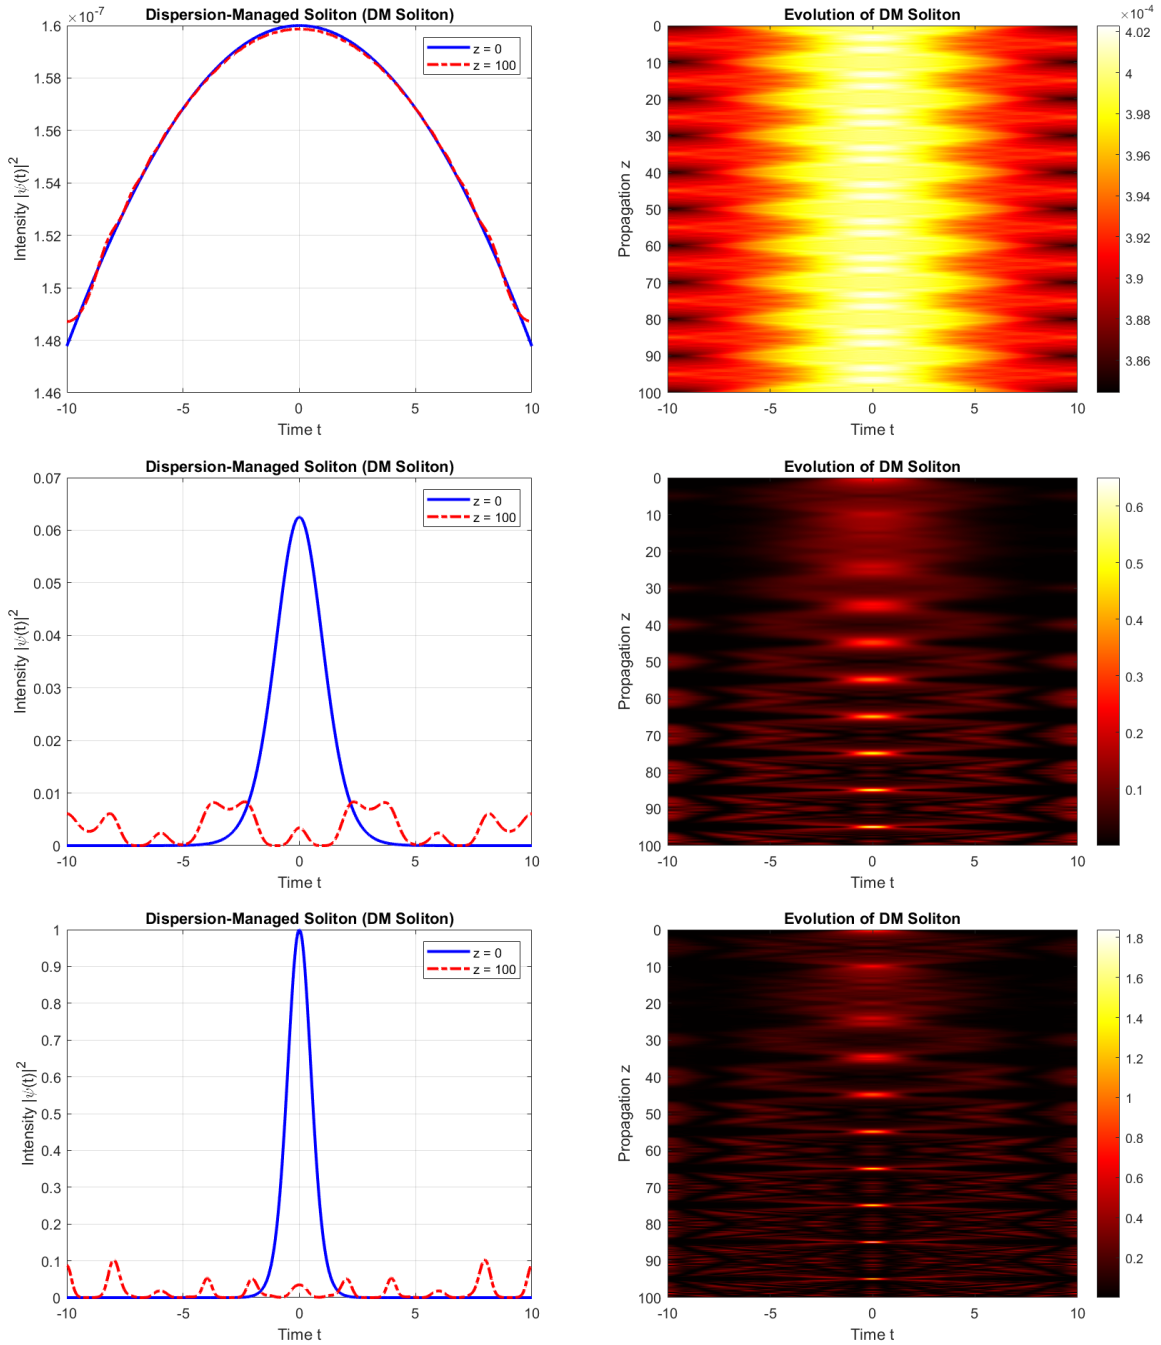 Dispersion-Managed Soliton (DM Soliton)
×10⁻⁷
Intensity |ψ(t)|²
1.6
1.58
1.56
1.54
1.52
1.5
1.48
1.46
z = 0
z = 100
-10 -5 0 5 10
Time t
Evolution of DM Soliton
Propagation z
0
10
20
30
40
50
60
70
80
90
100
-10 -5 0 5 10
Time t
×10⁻⁴
4.02
4
3.98
3.96
3.94
3.92
3.9
3.88
3.86
Dispersion-Managed Soliton (DM Soliton)
Intensity |ψ(t)|²
0.07
0.06
0.05
0.04
0.03
0.02
0.01
0
z = 0
z = 100
-10 -5 0 5 10
Time t
Evolution of DM Soliton
Propagation z
0
10
20
30
40
50
60
70
80
90
100
-10 -5 0 5 10
Time t
0.6
0.5
0.4
0.3
0.2
0.1
Dispersion-Managed Soliton (DM Soliton)
Intensity |ψ(t)|²
1
0.9
0.8
0.7
0.6
0.5
0.4
0.3
0.2
0.1
0
z = 0
z = 100
-10 -5 0 5 10
Time t
Evolution of DM Soliton
Propagation z
0
10
20
30
40
50
60
70
80
90
100
-10 -5 0 5 10
Time t
1.8
1.6
1.4
1.2
1
0.8
0.6
0.4
0.2